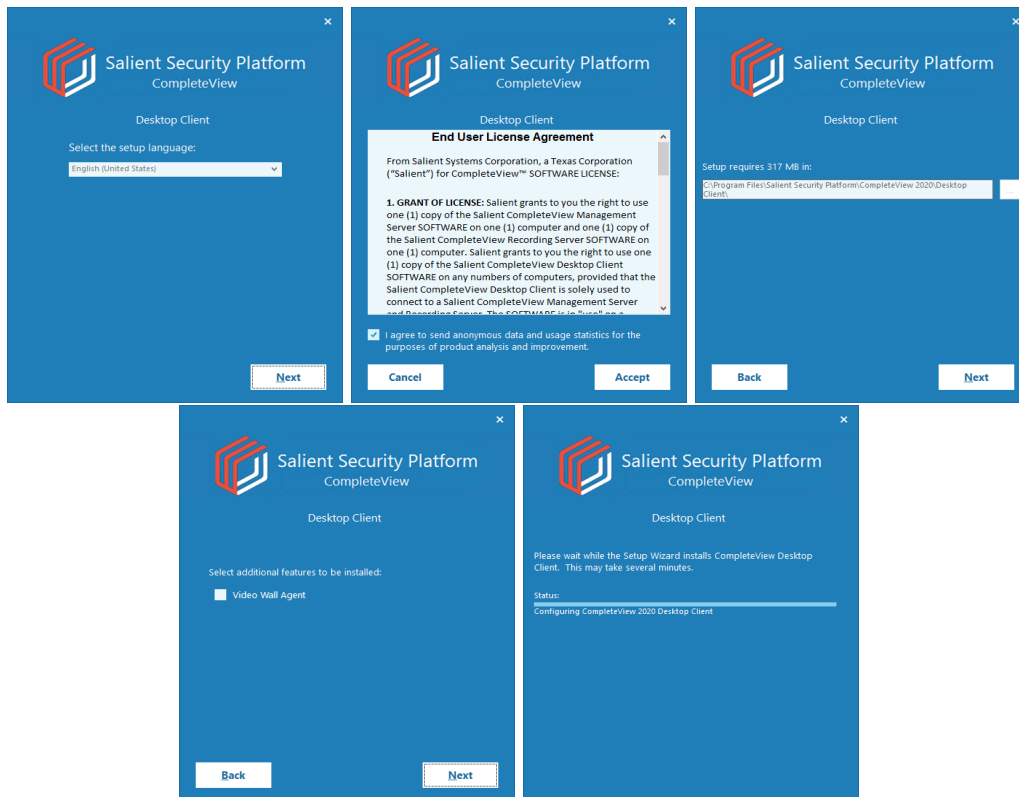 ×
Salient Security Platform
CompleteView
Desktop Client
Select the setup language:
English (United States)
Next
×
Salient Security Platform
CompleteView
Desktop Client
End User License Agreement
From Salient Systems Corporation, a Texas Corporation
("Salient") for CompleteView™ SOFTWARE LICENSE:
1. GRANT OF LICENSE: Salient grants to you the right to use
one (1) copy of the Salient CompleteView Management
Server SOFTWARE on one (1) computer and one (1) copy of
the Salient CompleteView Recording Server SOFTWARE on
one (1) computer. Salient grants to you the right to use one
(1) copy of the Salient CompleteView Desktop Client
SOFTWARE on any numbers of computers, provided that the
Salient CompleteView Desktop Client is solely used to
connect to a Salient CompleteView Management Server
and Recording Server. The SOFTWARE is in "use" on a
I agree to send anonymous data and usage statistics for the
purposes of product analysis and improvement.
Cancel
Accept
×
Salient Security Platform
CompleteView
Desktop Client
Setup requires 317 MB in:
C:\Program Files\Salient Security Platform\CompleteView 2020\Desktop
Client\
...
Back
Next
×
Salient Security Platform
CompleteView
Desktop Client
Select additional features to be installed:
Video Wall Agent
Back
Next
×
Salient Security Platform
CompleteView
Desktop Client
Please wait while the Setup Wizard installs CompleteView Desktop
Client. This may take several minutes.
Status:
Configuring CompleteView 2020 Desktop Client